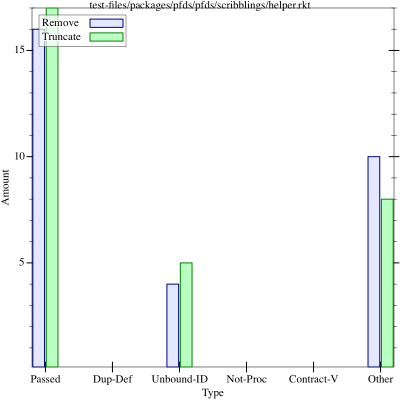 test-files/packages/pfds/pfds/scribblings/helper.rkt
Remove
Truncate
15
10
5
Amount
Passed Dup-Def Unbound-ID Not-Proc Contract-V Other
Type